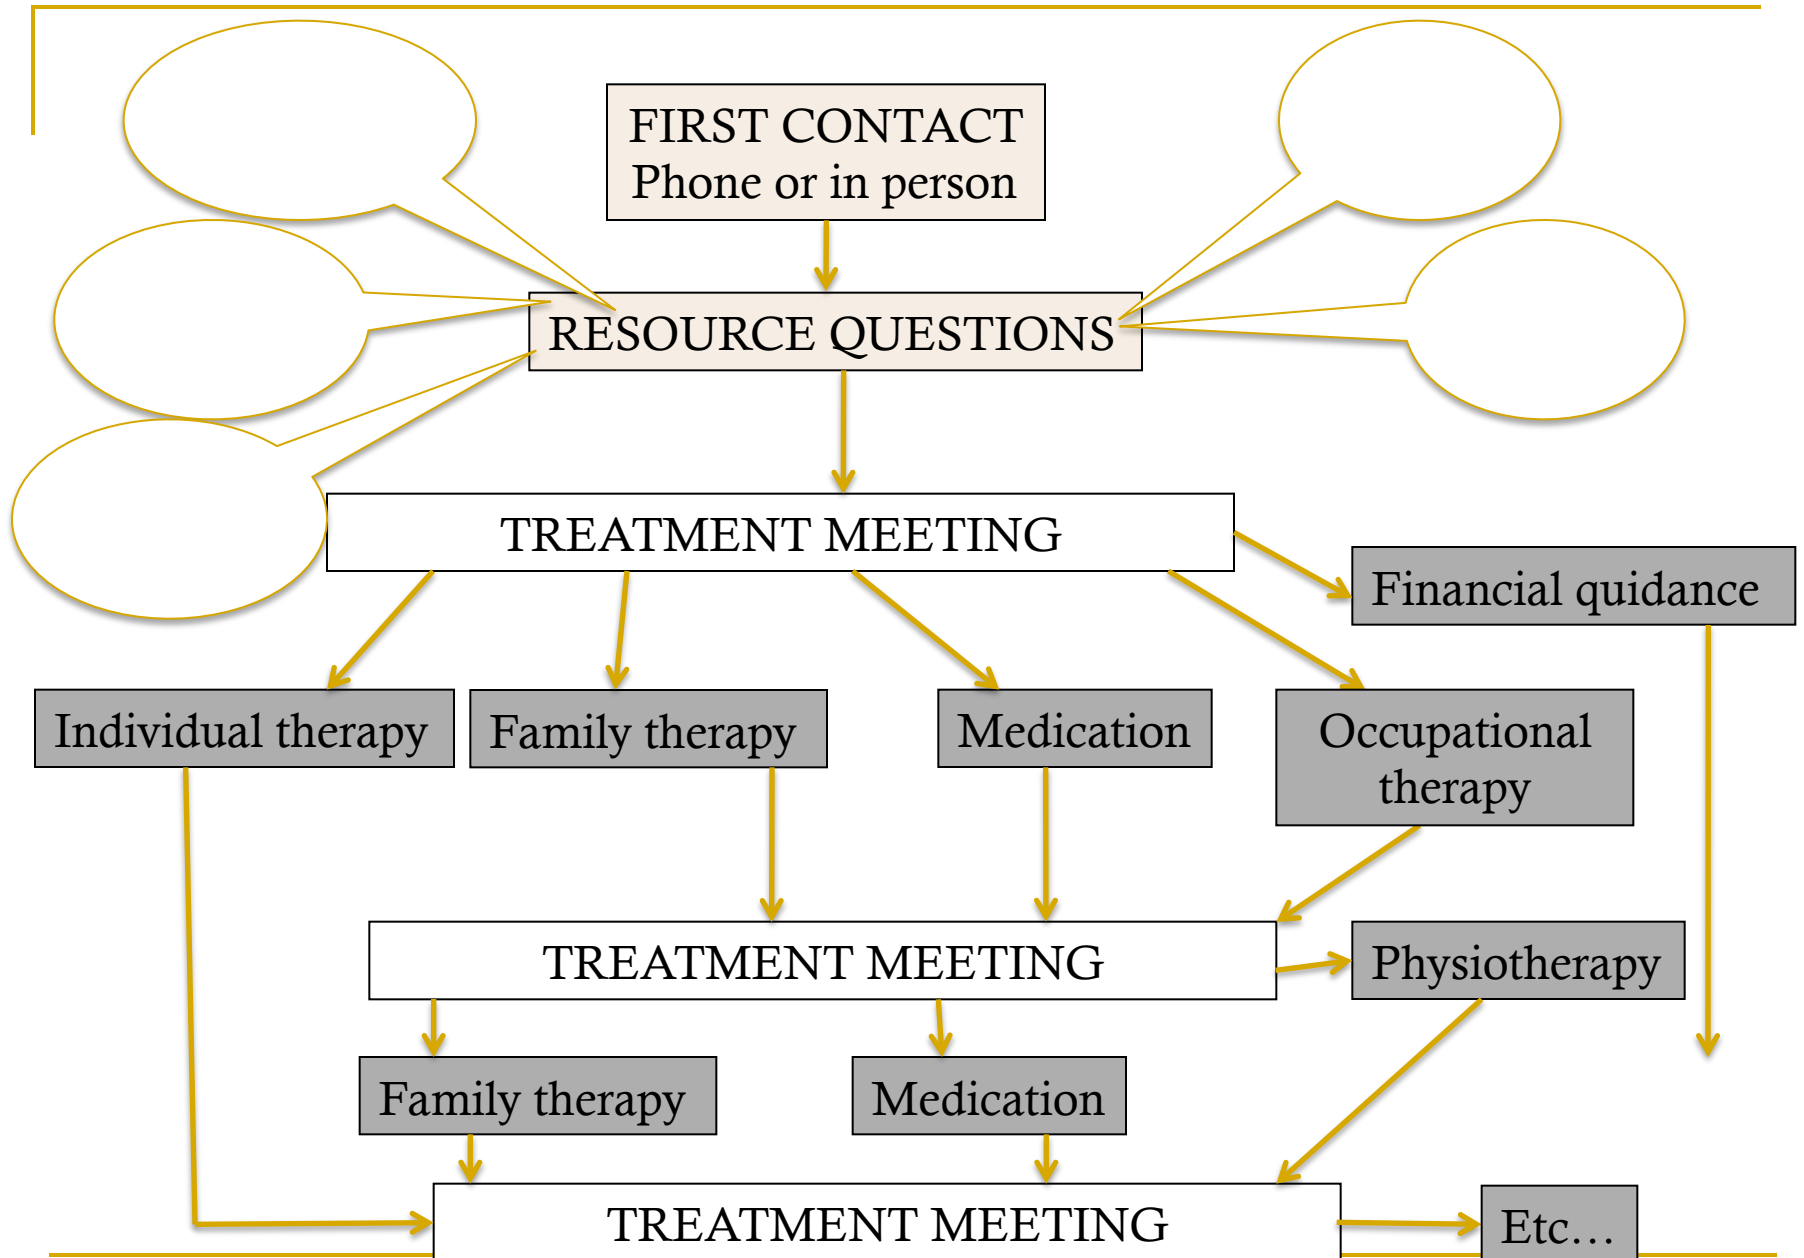 FIRST CONTACT
Phone or in person
RESOURCE QUESTIONS
TREATMENT MEETING
Financial quidance
Individual therapy
Family therapy
Medication
Occupational
therapy
TREATMENT MEETING
Physiotherapy
Family therapy
Medication
TREATMENT MEETING
Etc…